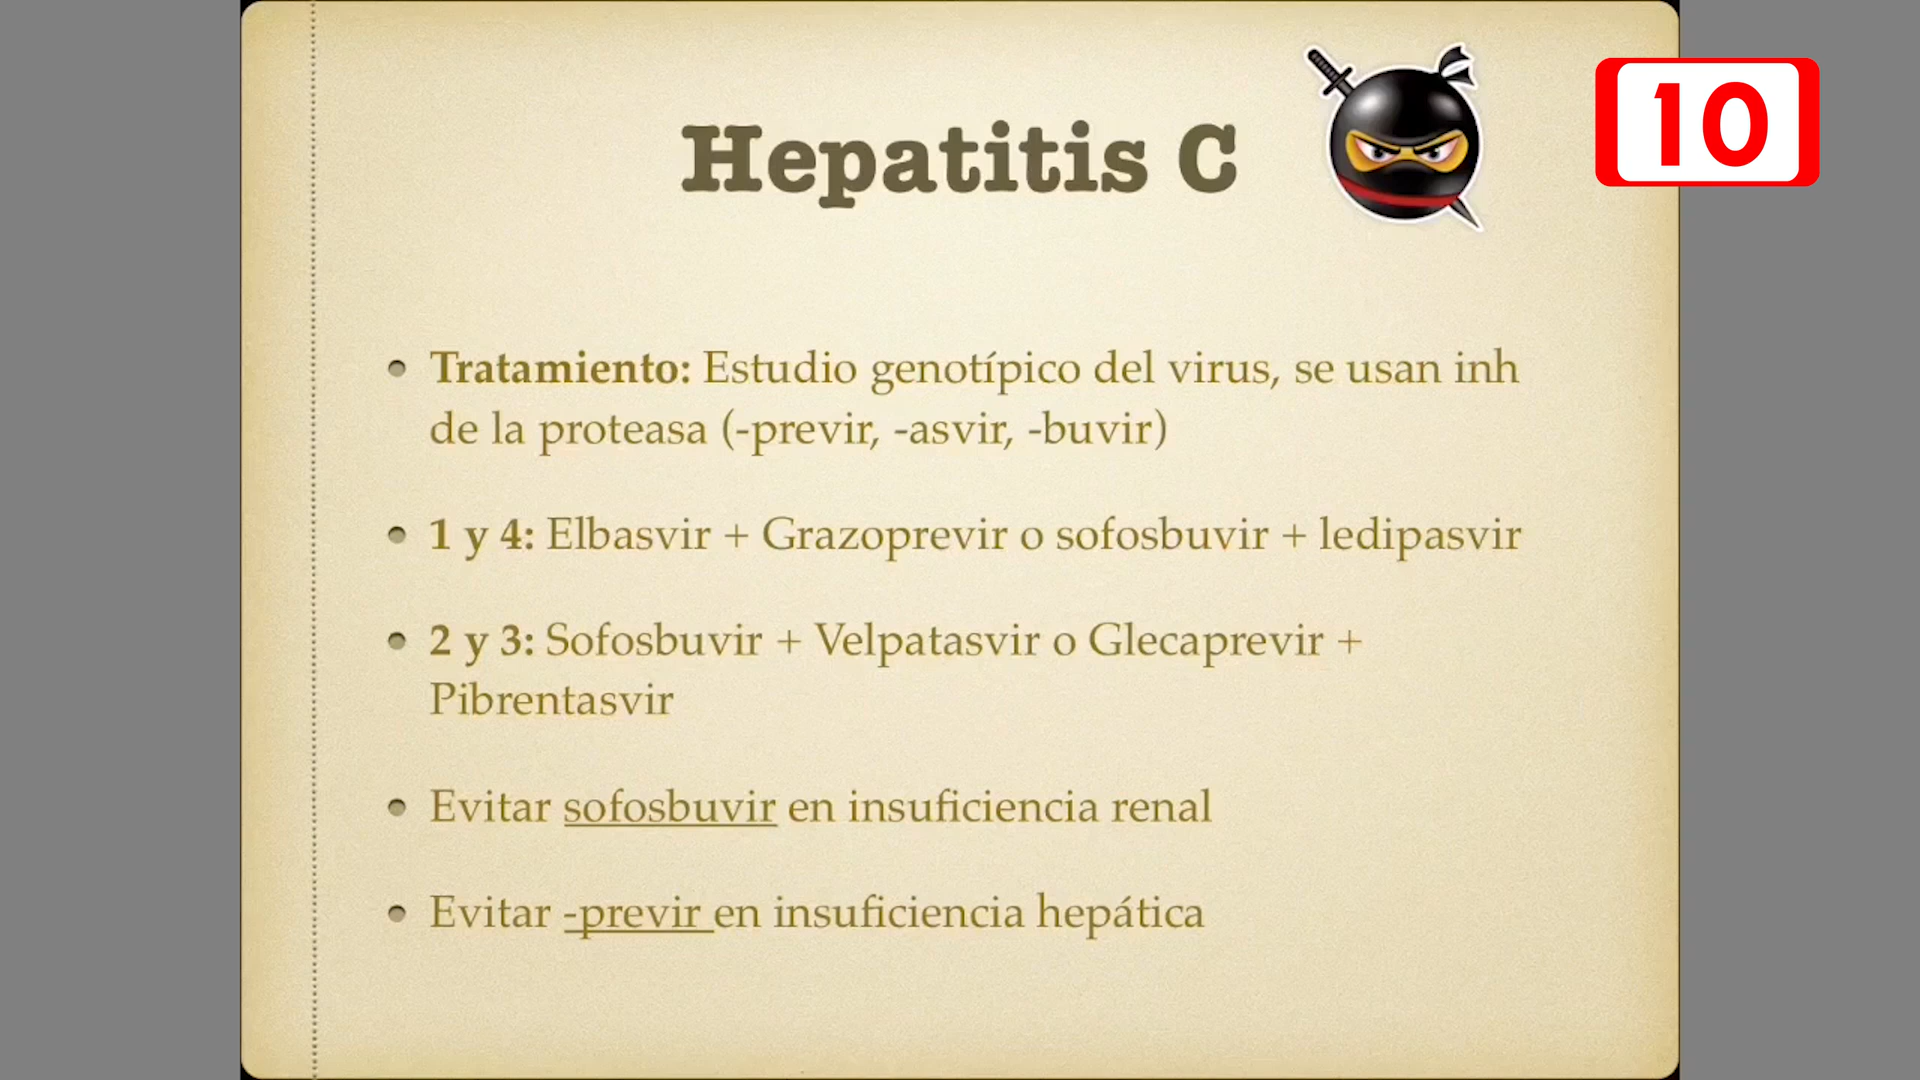 Hepatitis C
10
• Tratamiento: Estudio genotípico del virus, se usan inh
de la proteasa (-previr, -asvir, -buvir)
• 1 y 4: Elbasvir + Grazoprevir o sofosbuvir + ledipasvir
• 2 y 3: Sofosbuvir + Velpatasvir o Glecaprevir +
Pibrentasvir
• Evitar sofosbuvir en insuficiencia renal
• Evitar -previr en insuficiencia hepática